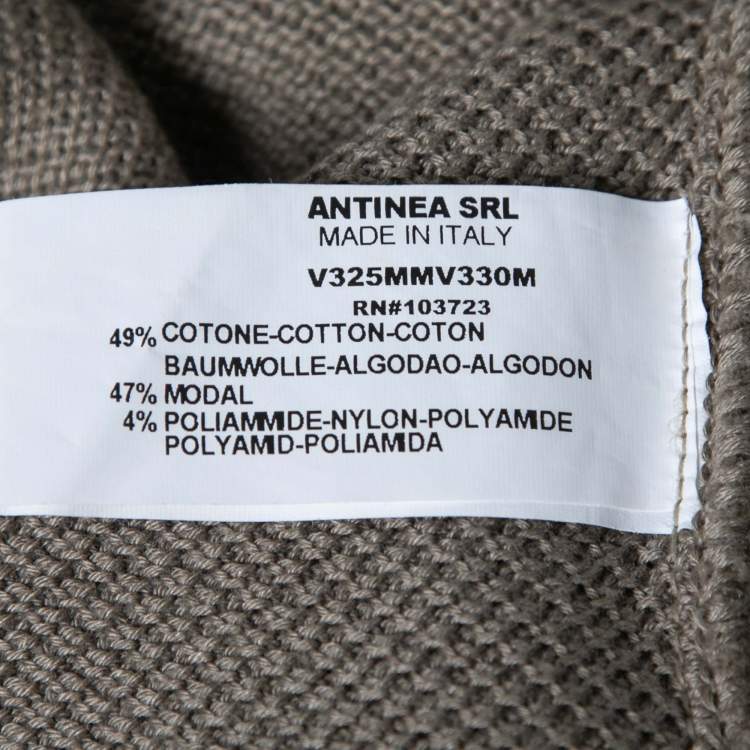 ANTINEA SRL
MADE IN ITALY
V325MMV330M
RN#103723
49% COTONE-COTTON-COTON
BAUMWOLLE-ALGODAO-ALGODON
47% MODAL
4% POLIAMMIDE-NYLON-POLYAMIDE
POLYAMID-POLIAMIDA